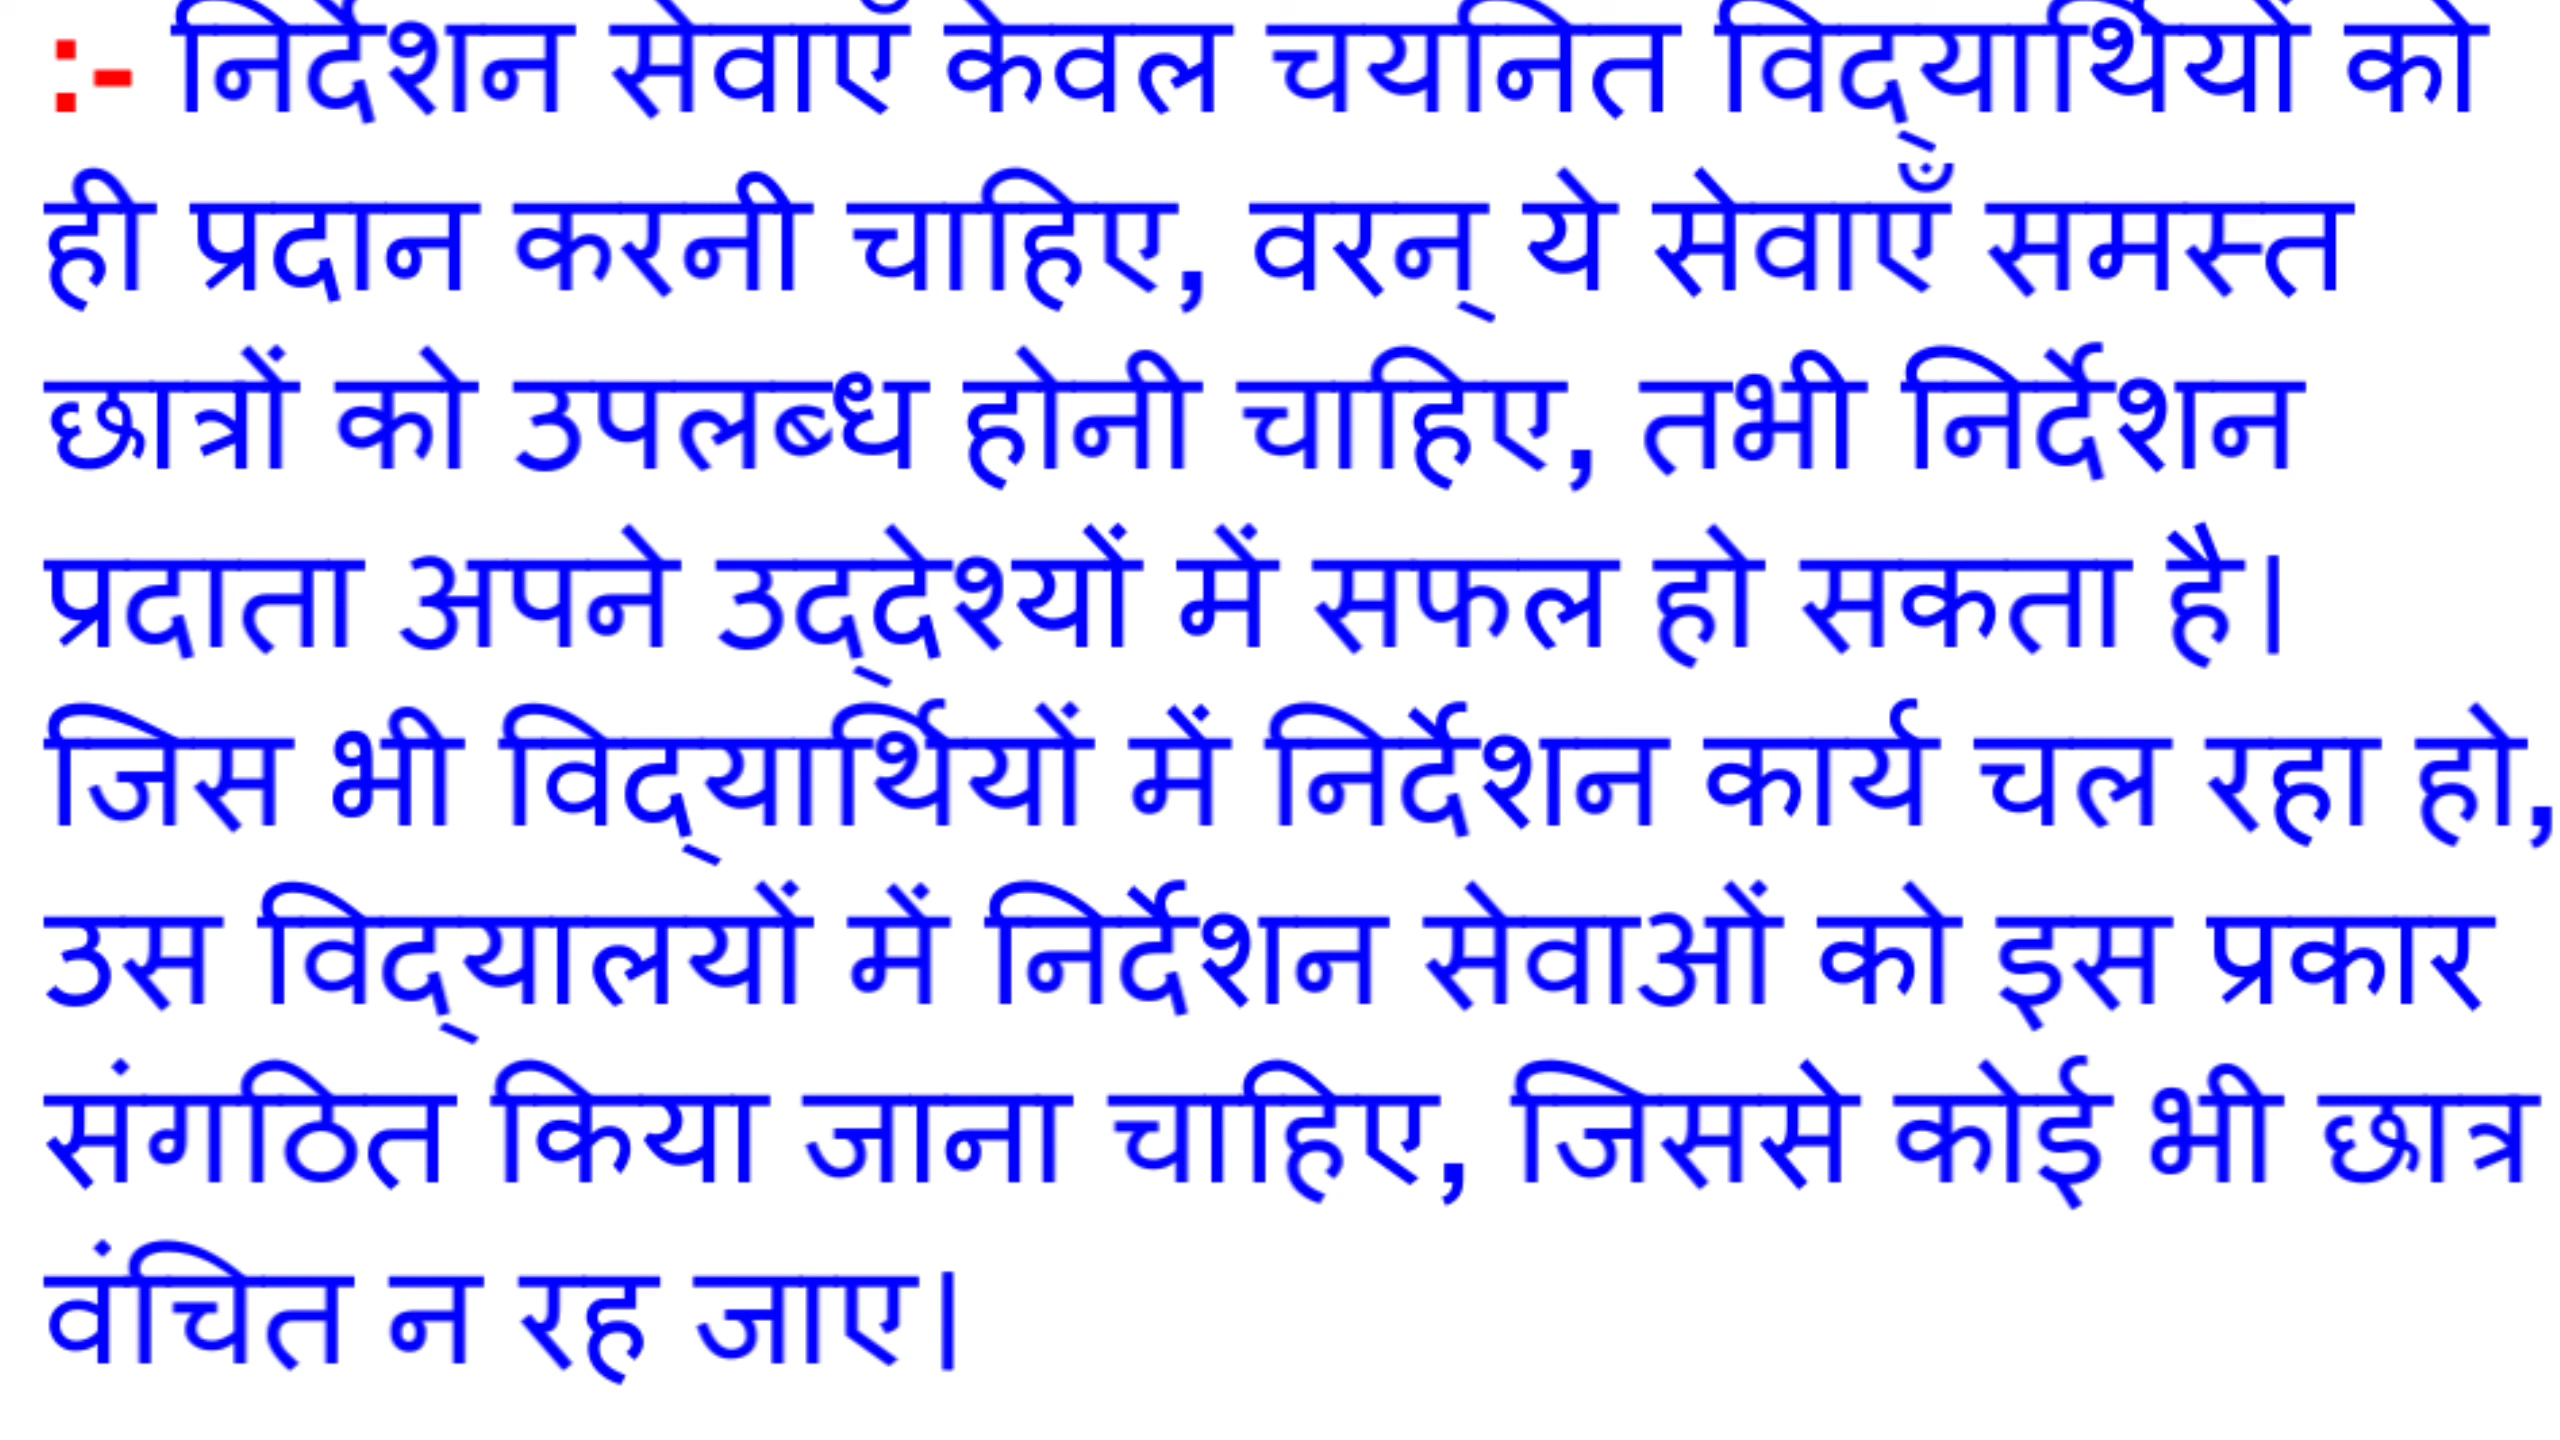 :- निर्देशन सेवाएँ केवल चयनित विद्यार्थियों को
ही प्रदान करनी चाहिए, वरन् ये सेवाएँ समस्त
छात्रों को उपलब्ध होनी चाहिए, तभी निर्देशन
प्रदाता अपने उद्देश्यों में सफल हो सकता है।
जिस भी विद्यार्थियों में निर्देशन कार्य चल रहा हो,
उस विद्यालयों में निर्देशन सेवाओं को इस प्रकार
संगठित किया जाना चाहिए, जिससे कोई भी छात्र
वंचित न रह जाए।